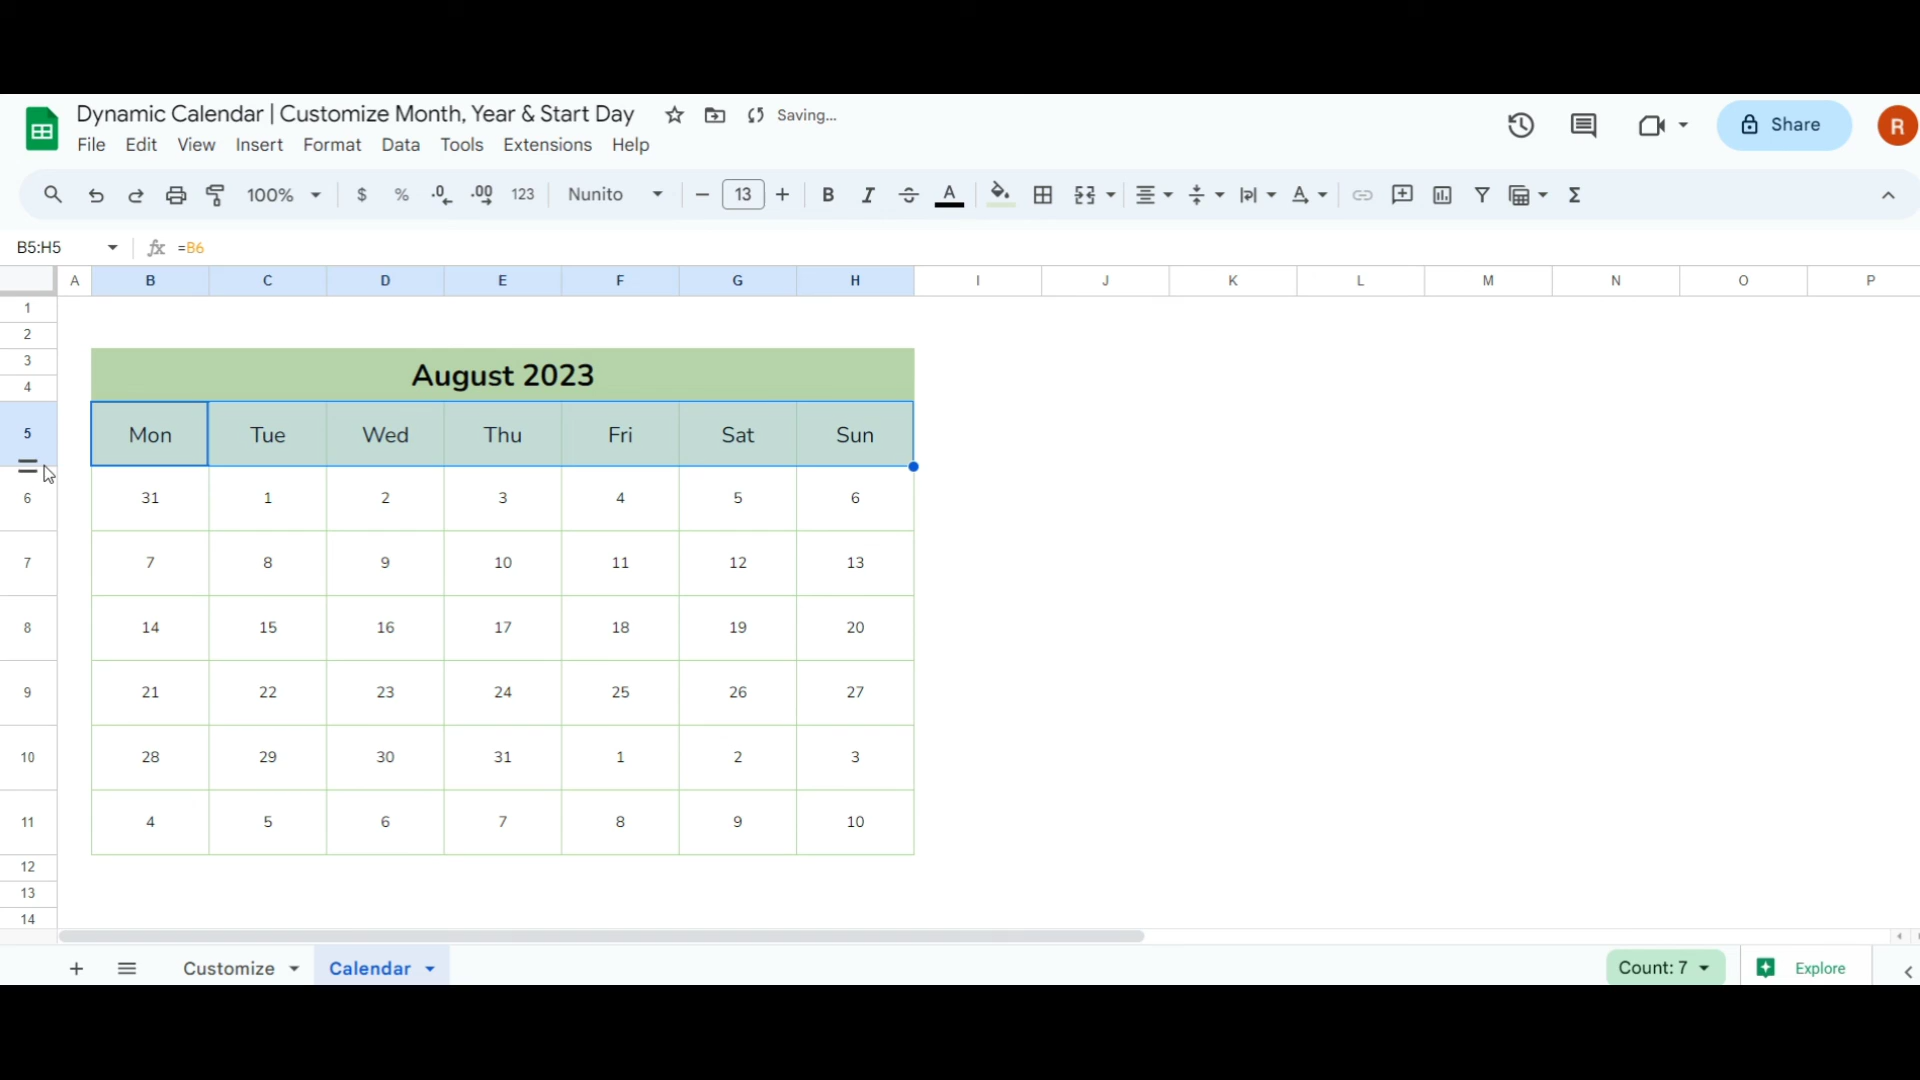 Dynamic Calendar | Customize Month, Year & Start Day Saving...
File Edit View Insert Format Data Tools Extensions Help
Share
R
100% $ % .0 .00 123 Nunito 13 B I S A
B5:H5 fx =B6
A B C D E F G H I J K L M N O P
1
2
3
August 2023
4
5 Mon Tue Wed Thu Fri Sat Sun
6 31 1 2 3 4 5 6
7 7 8 9 10 11 12 13
8 14 15 16 17 18 19 20
9 21 22 23 24 25 26 27
10 28 29 30 31 1 2 3
11 4 5 6 7 8 9 10
12
13
14
Customize Calendar Count: 7 Explore